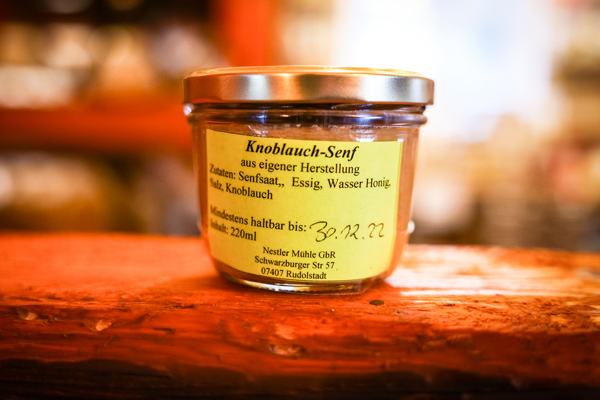 Knoblauch-Senf
aus eigener Herstellung
Zutaten: Senfsaat,, Essig, Wasser Honig,
Salz, Knoblauch
Mindestens haltbar bis: 30.12.22
Inhalt: 220ml
Nestler Mühle GbR
Schwarzburger Str 57
07407 Rudolstadt